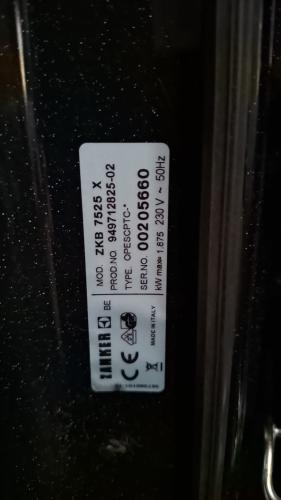 MOD. ZKB 7525 X
PROD.NO. 949712825-02
TYPE. OPESCPTC-*
SER.NO. 00205660
kW max= 1,875 230 V ~ 50Hz
ZANKER BE
CE MADE IN ITALY